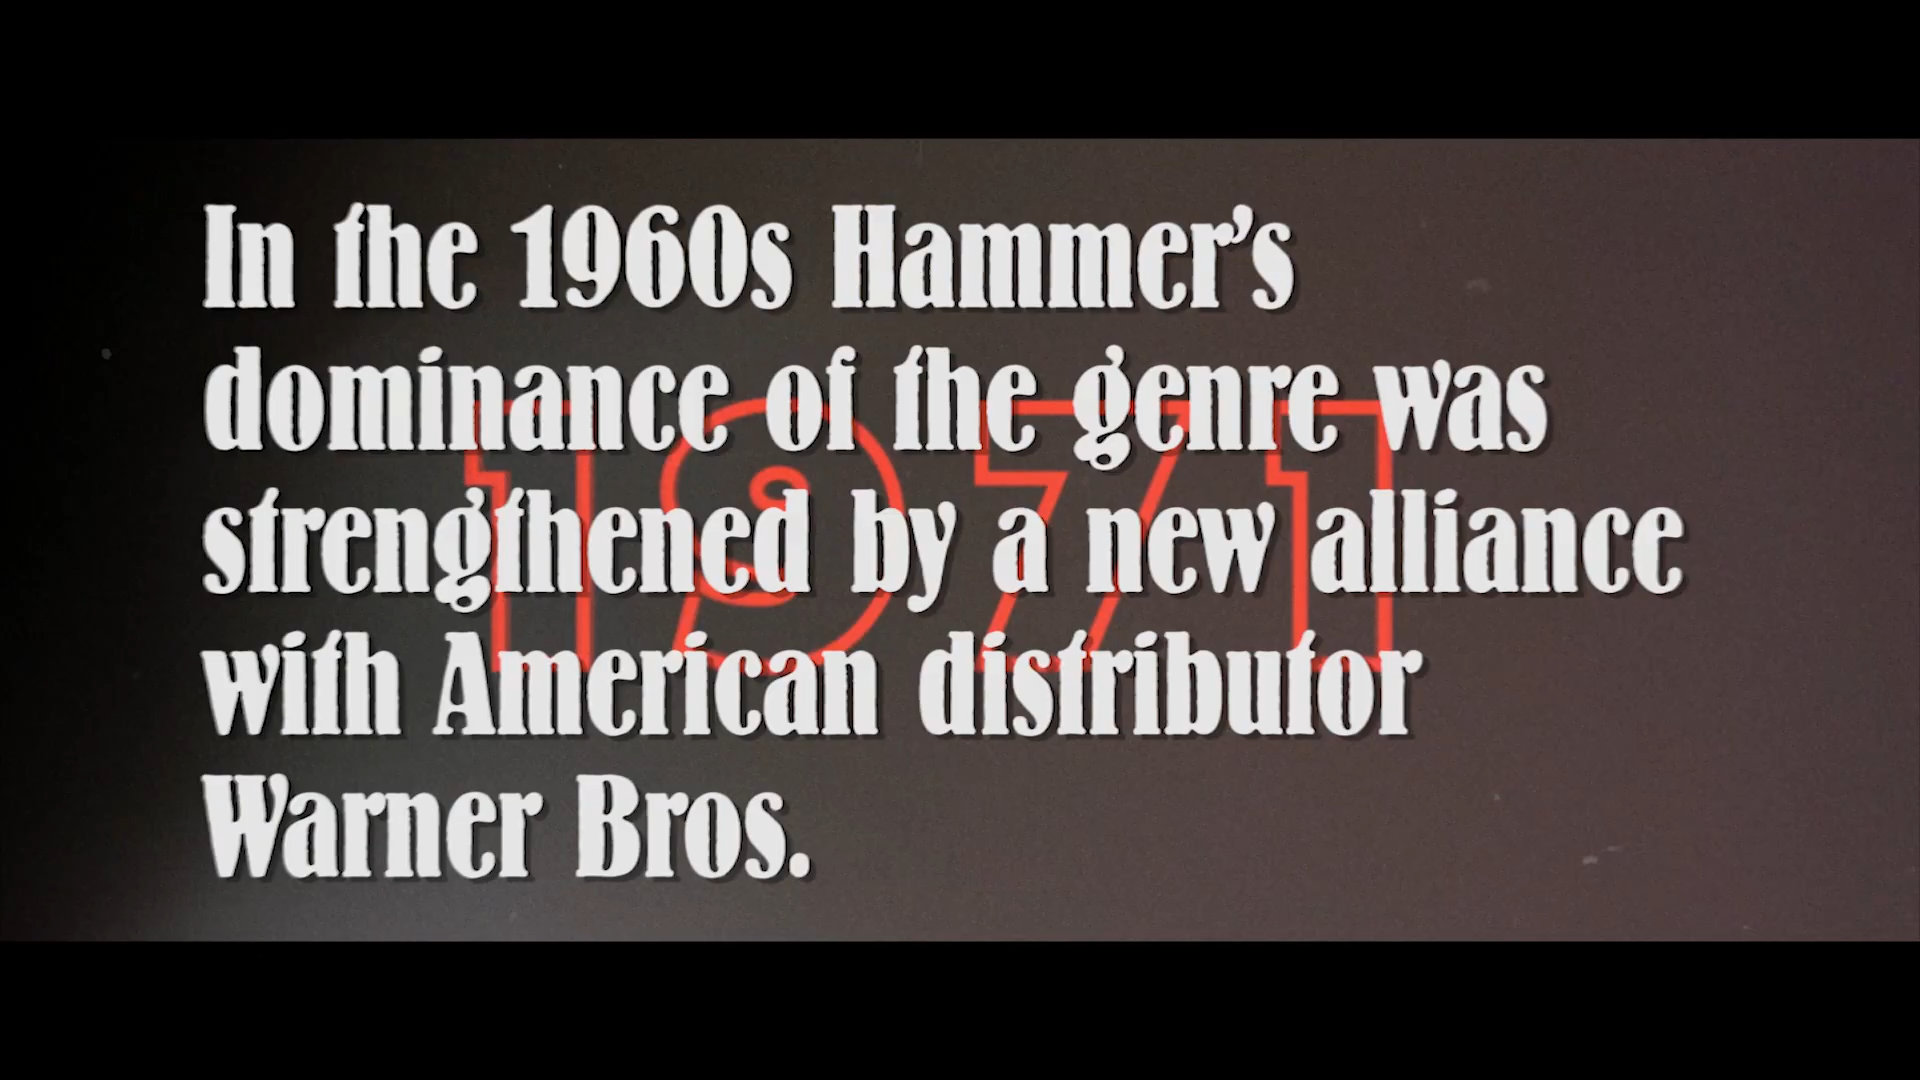 In the 1960s Hammer’s
dominance of the genre was
strengthened by a new alliance
with American distributor
Warner Bros.
1971